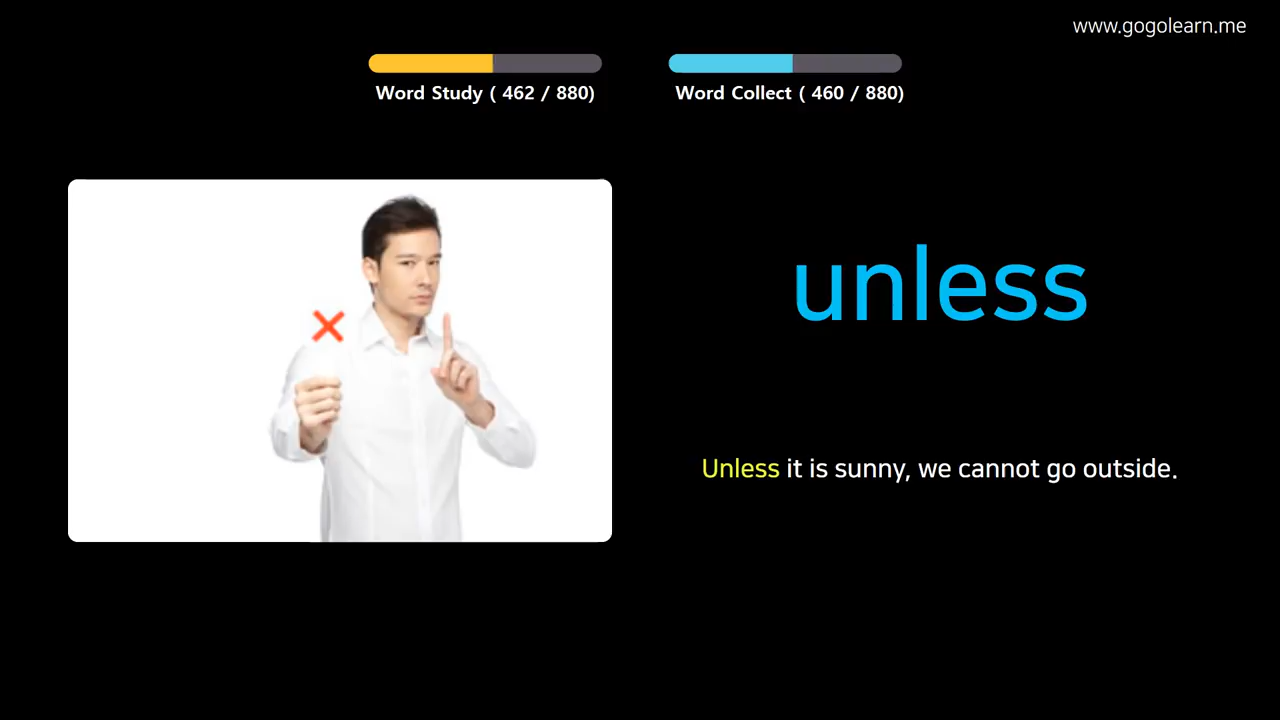 www.gogolearn.me
Word Study ( 462 / 880)
Word Collect ( 460 / 880)
unless
Unless it is sunny, we cannot go outside.